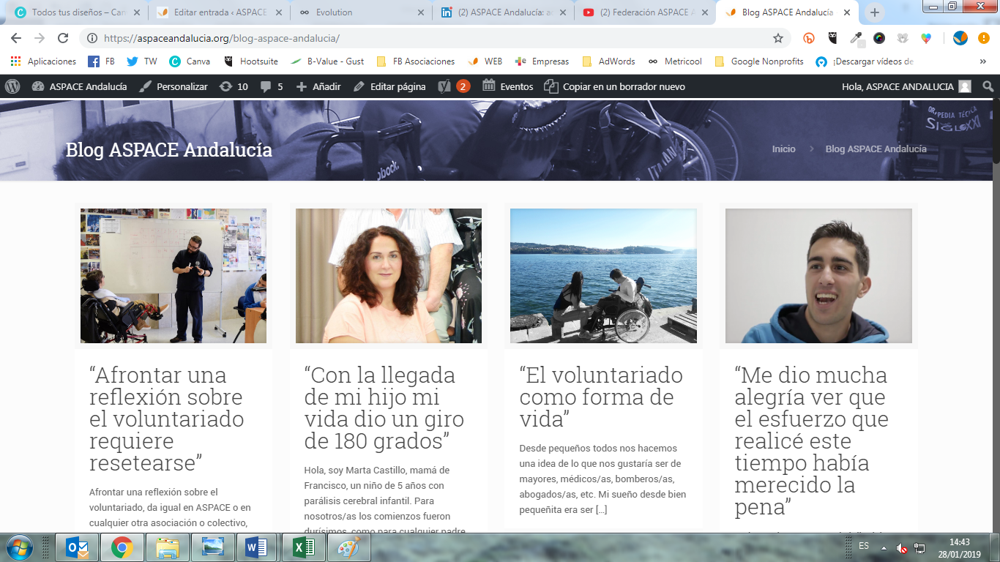 Todos tus diseños – Can
Editar entrada ‹ ASPACE
Evolution
(2) ASPACE Andalucía: a
(2) Federación ASPACE A
Blog ASPACE Andalucía
https://aspaceandalucia.org/blog-aspace-andalucia/
Aplicaciones
FB
TW
Canva
Hootsuite
B-Value - Gust
FB Asociaciones
WEB
Empresas
AdWords
Metricool
Google Nonprofits
¡Descargar vídeos de
»
ASPACE Andalucía
Personalizar
10
5
Añadir
Editar página
2
Eventos
Copiar en un borrador nuevo
Hola, ASPACE ANDALUCIA
Blog ASPACE Andalucía
Inicio
Blog ASPACE Andalucía
SIGLOXXI
ITALIAN
obock.
“Afrontar una
reflexión sobre
el voluntariado
requiere
resetearse”
Afrontar una reflexión sobre el
voluntariado, da igual en ASPACE o en
cualquier otra asociación o colectivo,
“Con la llegada
de mi hijo mi
vida dio un giro
de 180 grados”
Hola, soy Marta Castillo, mamá de
Francisco, un niño de 5 años con
parálisis cerebral infantil. Para
nosotros/as los comienzos fueron
durísimos, como para cualquier padre
“El voluntariado
como forma de
vida”
Desde pequeños todos nos hacemos
una idea de lo que nos gustaría ser de
mayores, médicos/as, bomberos/as,
abogados/as, etc. Mi sueño desde bien
pequeñita era ser [...]
“Me dio mucha
alegría ver que
el esfuerzo que
realicé este
tiempo había
merecido la
pena”
ES
14:43
28/01/2019